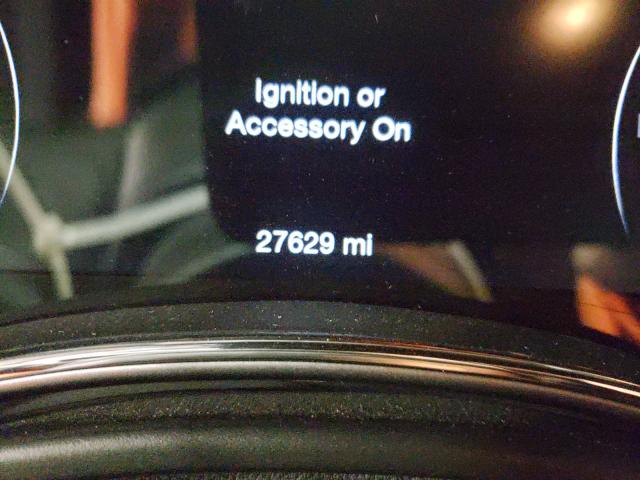 Ignition or
Accessory On
27629 mi